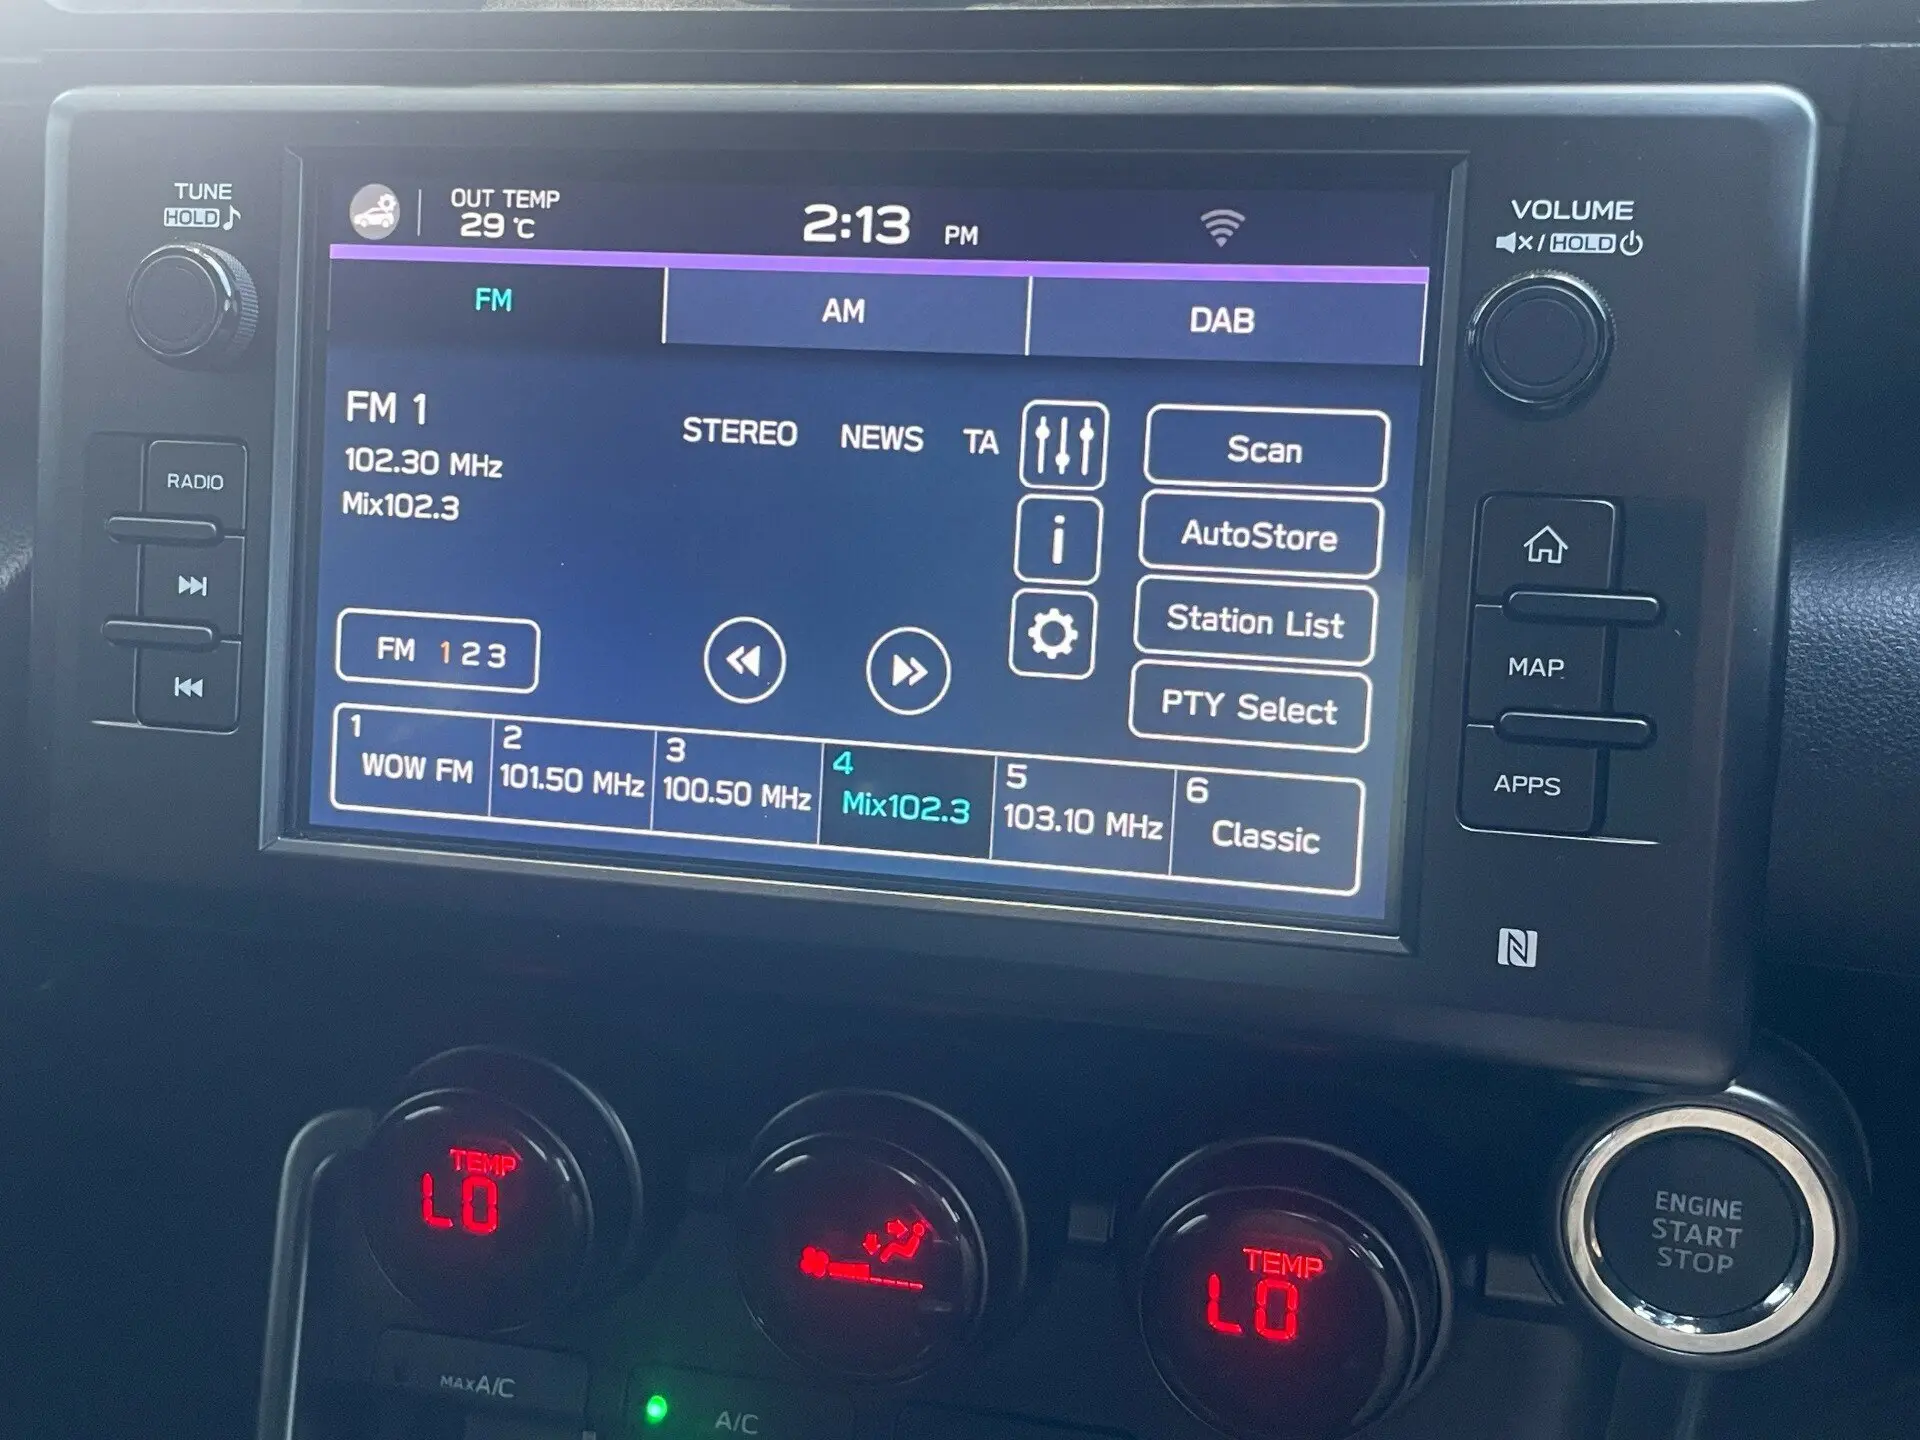 TUNE
HOLD
OUT TEMP
29 °C
2:13 PM
VOLUME
/ HOLD
FM
AM
DAB
FM 1
102.30 MHz
Mix102.3
STEREO NEWS TA
Scan
AutoStore
Station List
PTY Select
FM 1 2 3
1
WOW FM
2
101.50 MHz
3
100.50 MHz
4
Mix102.3
5
103.10 MHz
6
Classic
RADIO
MAP
APPS
N
TEMP
LO
TEMP
LO
ENGINE
START
STOP
MAX A/C
A/C